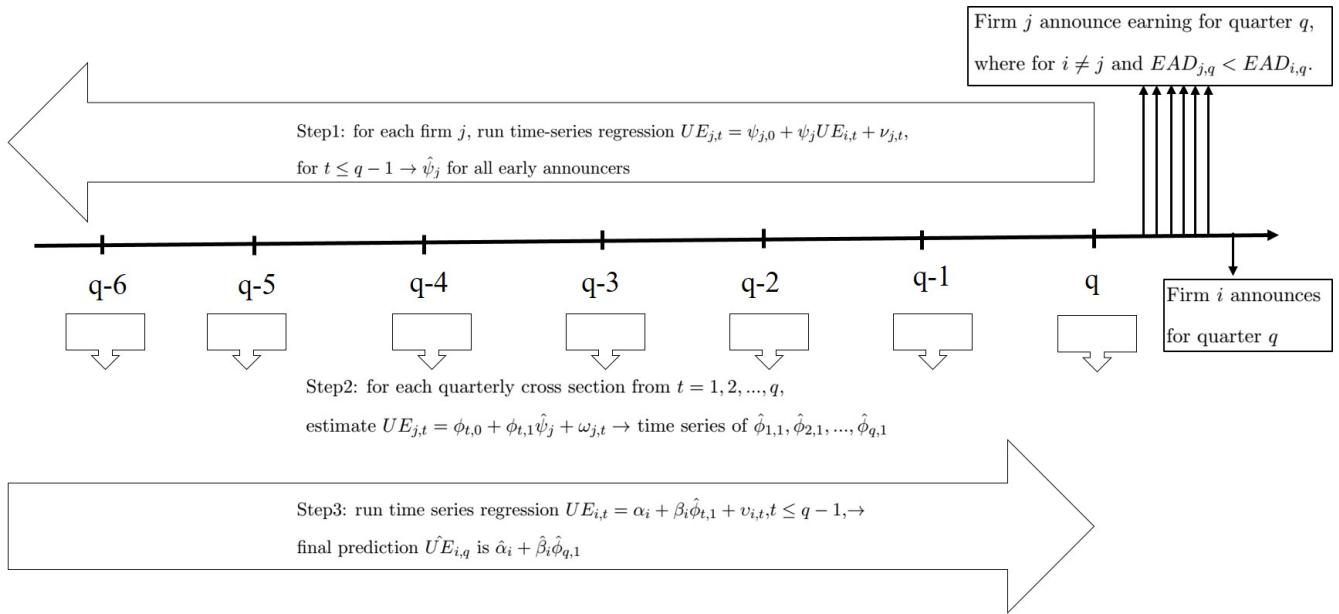 Firm j announce earning for quarter q,
where for i ≠ j and EAD_{j,q} < EAD_{i,q}.
Step1: for each firm j, run time-series regression UE_{j,t} = ψ_{j,0} + ψ_jUE_{i,t} + ν_{j,t},
for t ≤ q − 1 → ψ̂_j for all early announcers
q-6 q-5 q-4 q-3 q-2 q-1 q
Firm i announces
for quarter q
Step2: for each quarterly cross section from t = 1, 2, ..., q,
estimate UE_{j,t} = ϕ_{t,0} + ϕ_{t,1}ψ̂_j + ω_{j,t} → time series of ϕ̂_{1,1}, ϕ̂_{2,1}, ..., ϕ̂_{q,1}
Step3: run time series regression UE_{i,t} = α_i + β_iϕ̂_{t,1} + υ_{i,t},t ≤ q − 1,→
final prediction ÛE_{i,q} is α̂_i + β̂_iϕ̂_{q,1}